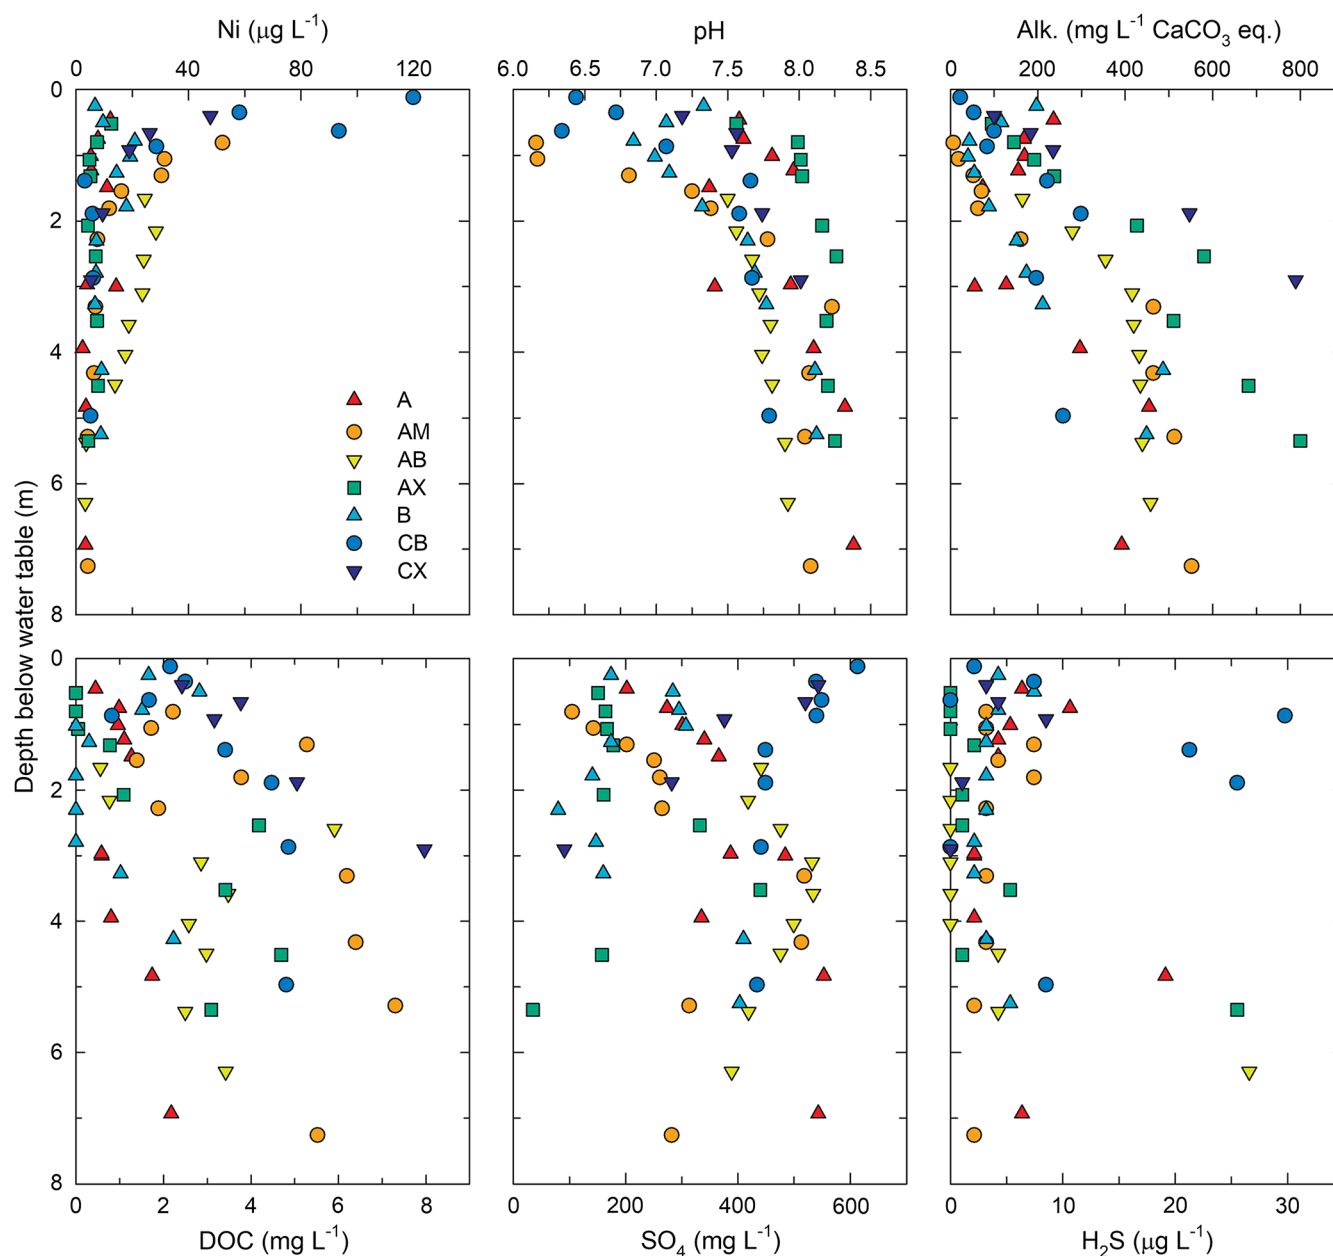 Ni (μg L⁻¹) pH Alk. (mg L⁻¹ CaCO₃ eq.)
0 40 80 120 6.0 6.5 7.0 7.5 8.0 8.5 0 200 400 600 800
0
2
4
6
8
A
AM
AB
AX
B
CB
CX
Depth below water table (m)
0
2
4
6
8
0 2 4 6 8 0 200 400 600 0 10 20 30
DOC (mg L⁻¹) SO₄ (mg L⁻¹) H₂S (μg L⁻¹)